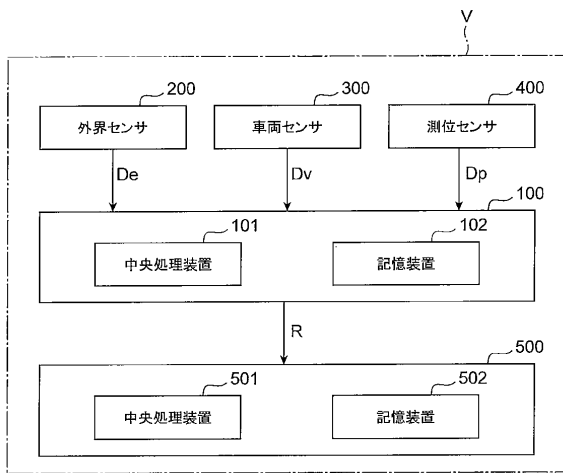 V
200
300
400
外界センサ
車両センサ
測位センサ
De
Dv
Dp
100
101
102
中央処理装置
記憶装置
R
500
501
502
中央処理装置
記憶装置